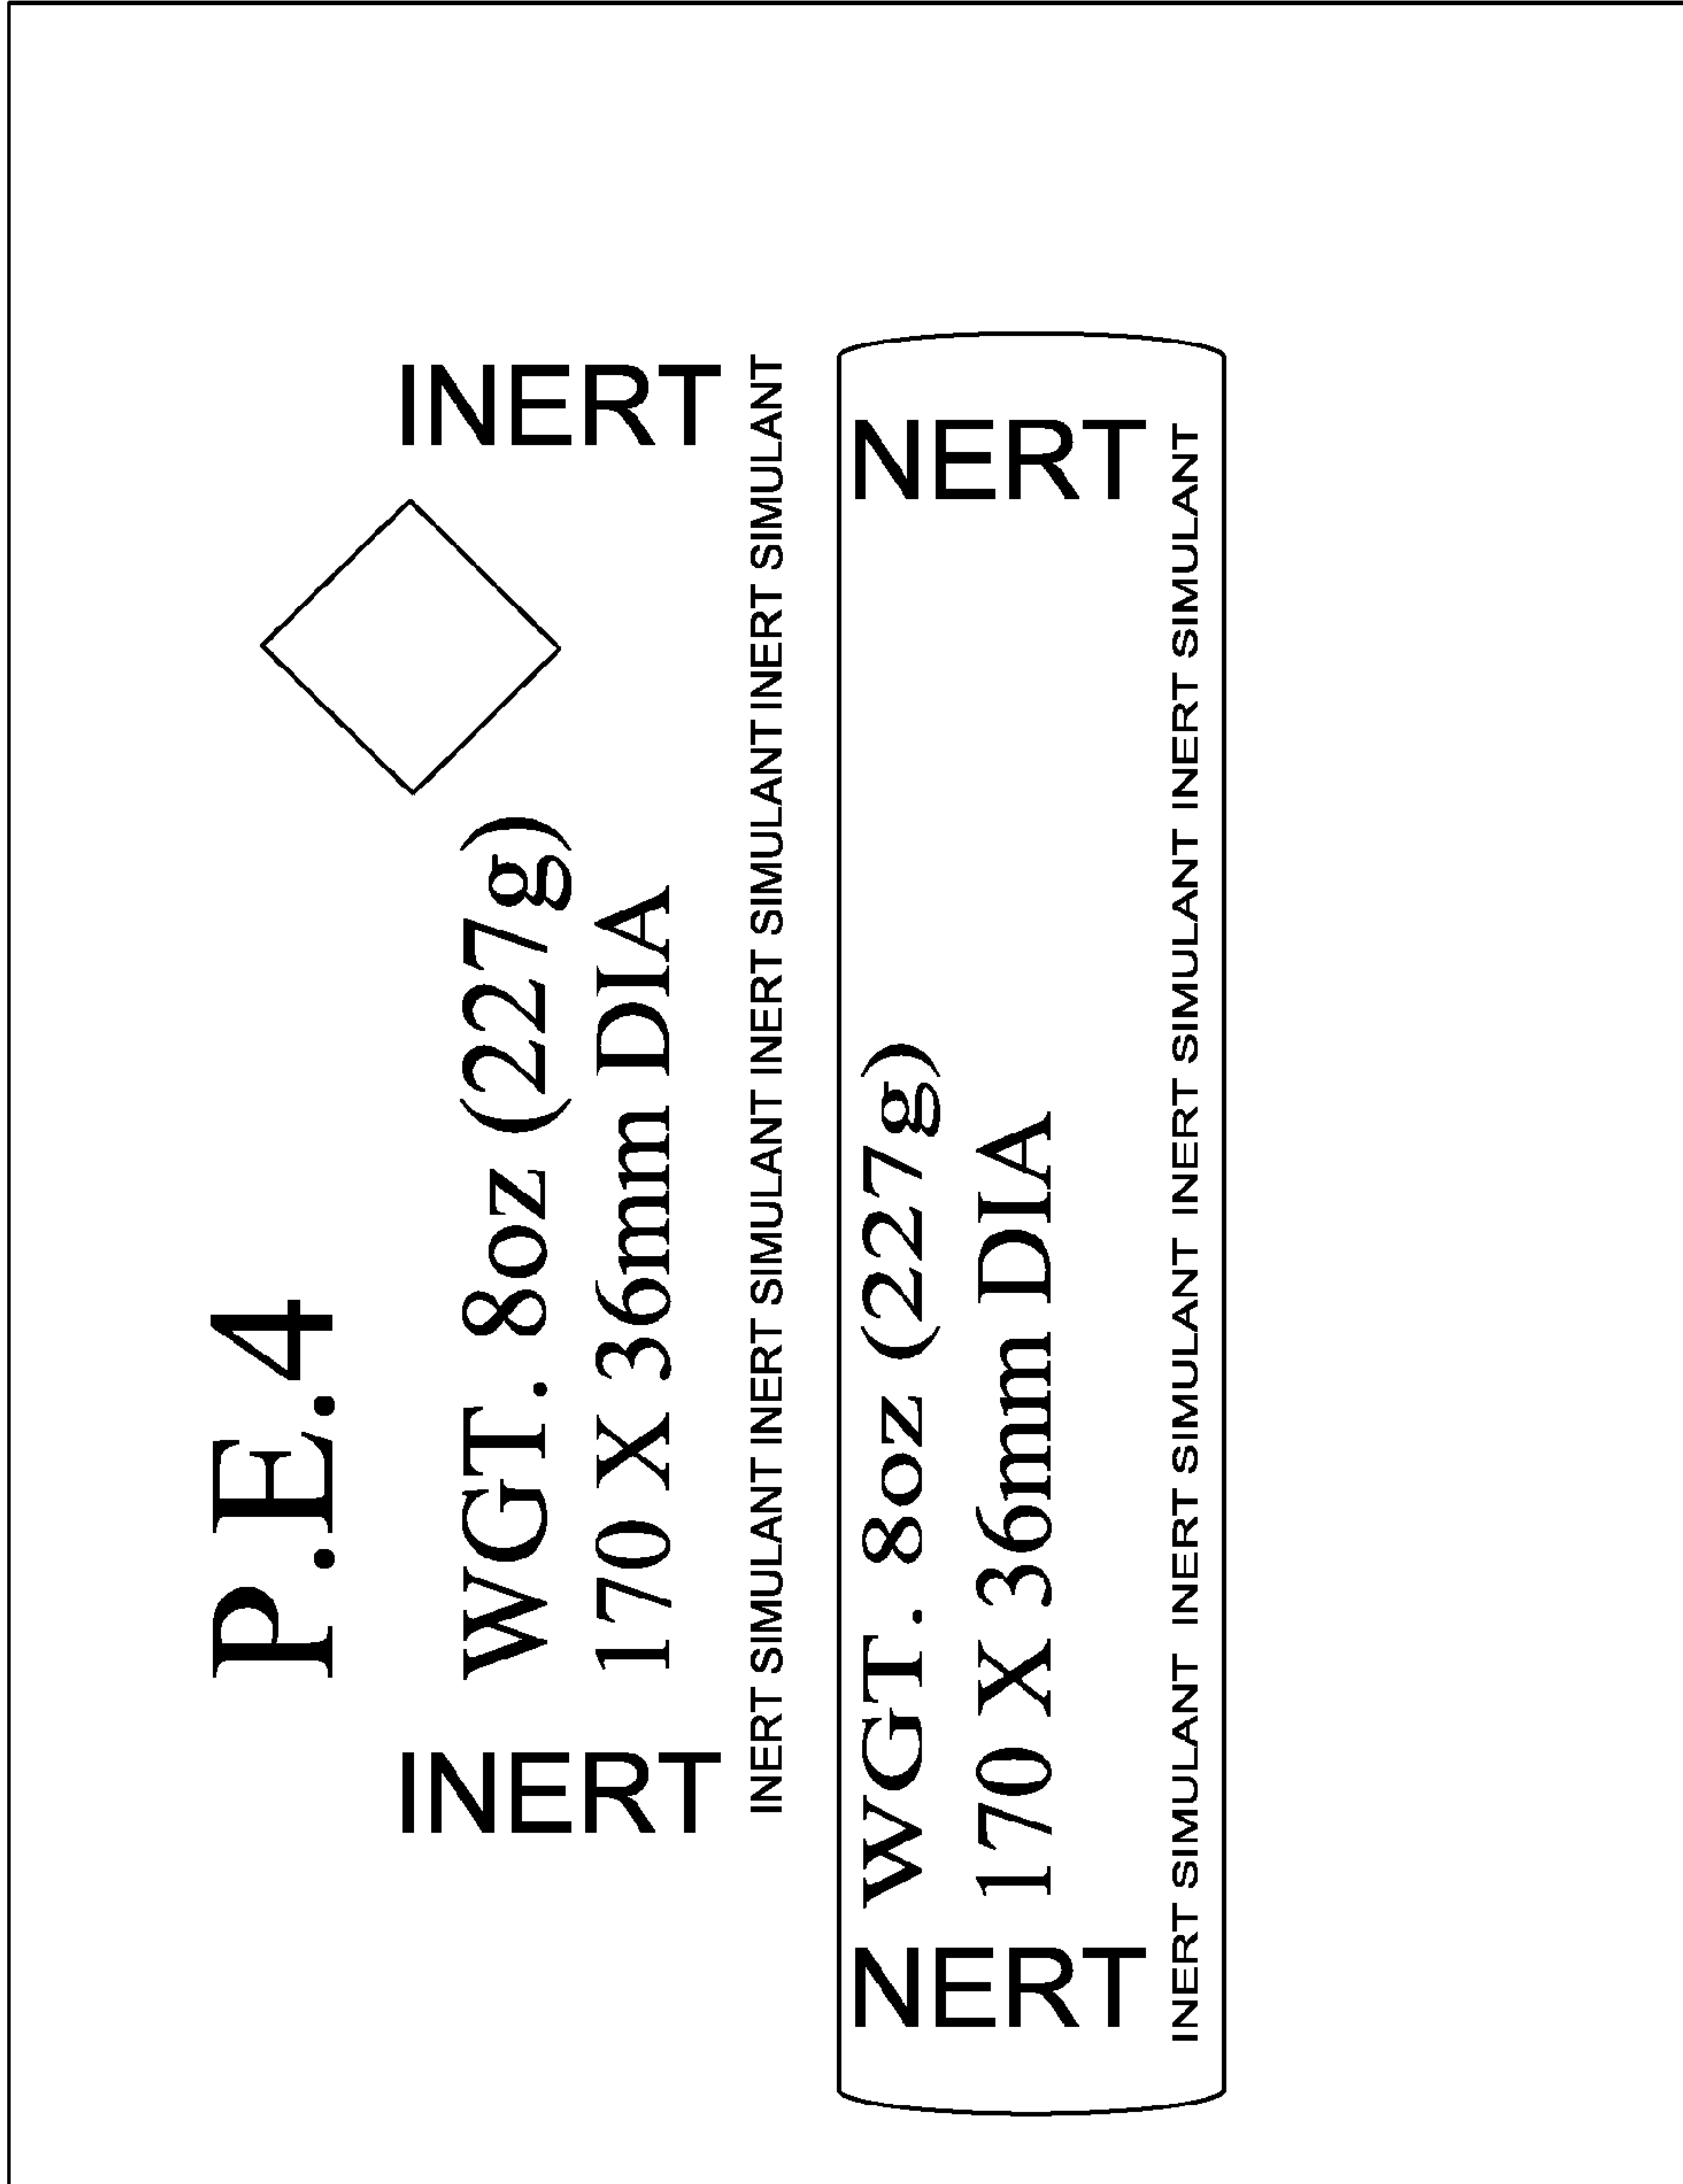 P.E.4
WGT. 8oz (227g)
170 X 36mm DIA
INERT
INERT
INERT SIMULANT INERT SIMULANT INERT SIMULANT INERT SIMULANT INERT SIMULANT
WGT. 8oz (227g)
170 X 36mm DIA
NERT
NERT
INERT SIMULANT INERT SIMULANT INERT SIMULANT INERT SIMULANT INERT SIMULANT